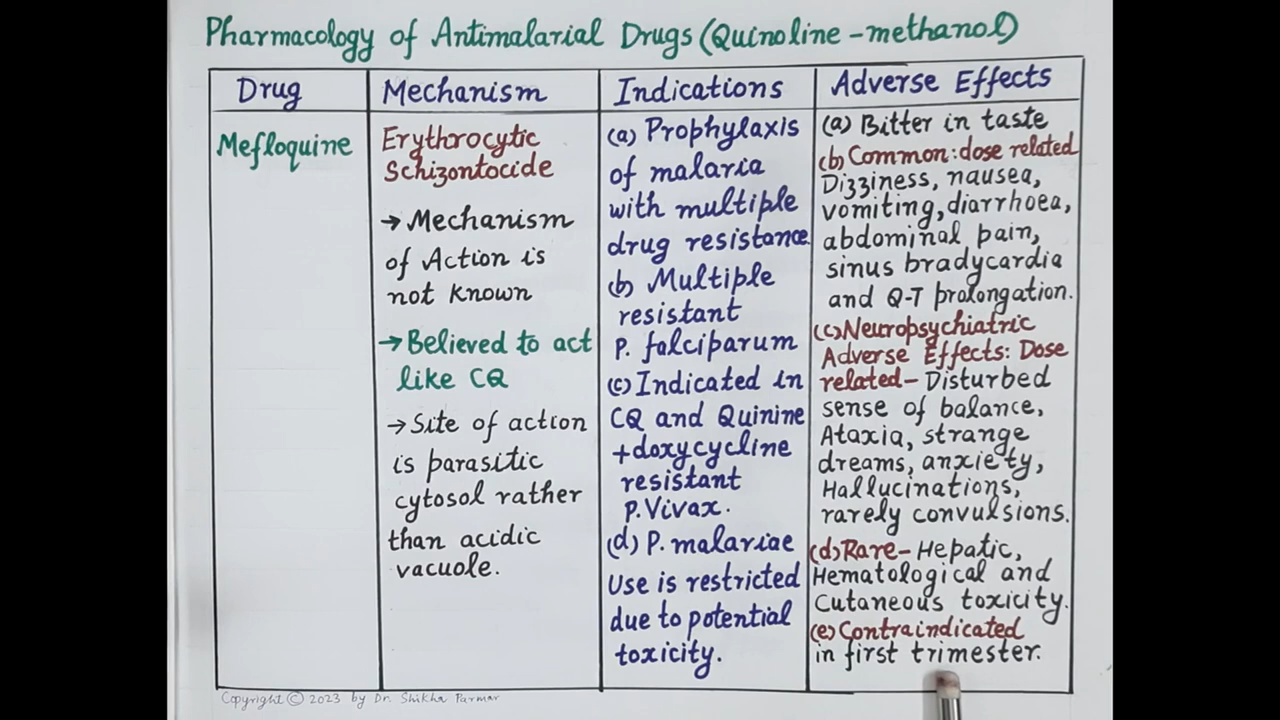 Pharmacology of Antimalarial Drugs (Quinoline-methanol)
Drug
Mechanism
Indications
Adverse Effects
Mefloquine
Erythrocytic
Schizontocide
→ Mechanism
of Action is
not known
→ Believed to act
like CQ
→ Site of action
is parasitic
cytosol rather
than acidic
vacuole.
(a) Prophylaxis
of malaria
with multiple
drug resistance.
(b) Multiple
resistant
P. falciparum
(c) Indicated in
CQ and Quinine
+doxycycline
resistant
P. Vivax.
(d) P. malariae
Use is restricted
due to potential
toxicity.
(a) Bitter in taste
(b) Common: dose related
Dizziness, nausea,
vomiting, diarrhoea,
abdominal pain,
sinus bradycardia
and Q-T prolongation.
(c) Neuropsychiatric
Adverse Effects: Dose
related- Disturbed
sense of balance,
Ataxia, strange
dreams, anxiety,
Hallucinations,
rarely convulsions.
(d) Rare- Hepatic,
Hematological and
Cutaneous toxicity.
(e) Contraindicated
in first trimester.
Copyright © 2023 by Dr. Shikha Parmar